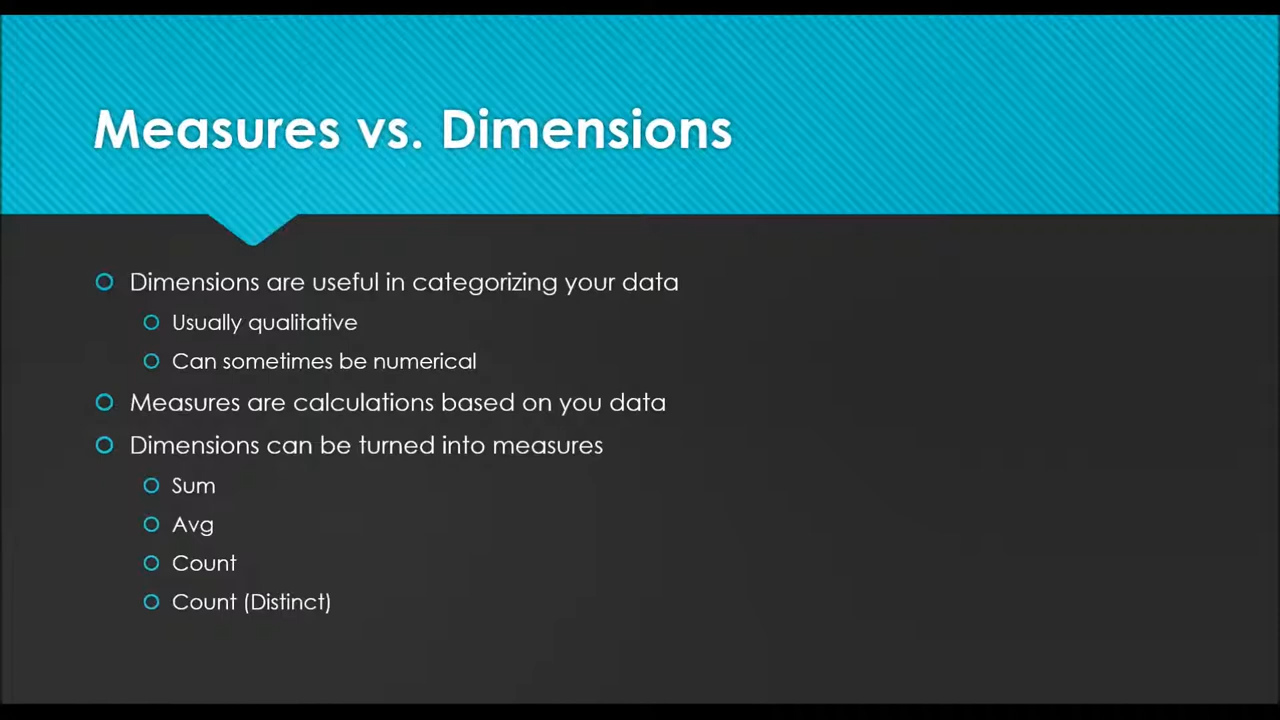 Measures vs. Dimensions
Dimensions are useful in categorizing your data
Usually qualitative
Can sometimes be numerical
Measures are calculations based on you data
Dimensions can be turned into measures
Sum
Avg
Count
Count (Distinct)